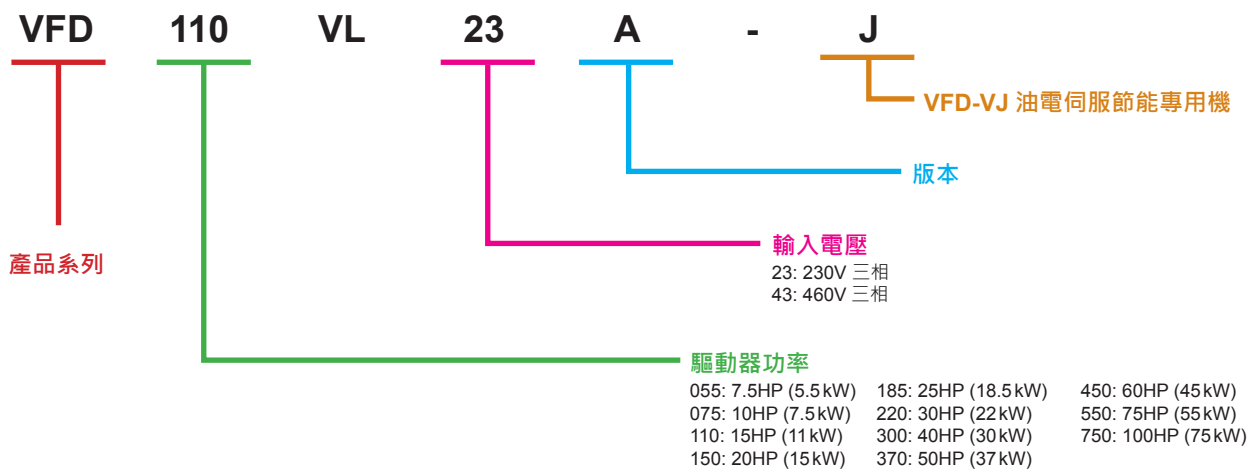 VFD 110 VL 23 A - J
VFD-VJ 油電伺服節能專用機
版本
輸入電壓
產品系列
23: 230V 三相
43: 460V 三相
驅動器功率
055: 7.5HP (5.5kW) 185: 25HP (18.5kW) 450: 60HP (45kW)
075: 10HP (7.5kW) 220: 30HP (22kW) 550: 75HP (55kW)
110: 15HP (11kW) 300: 40HP (30kW) 750: 100HP (75kW)
150: 20HP (15kW) 370: 50HP (37kW)